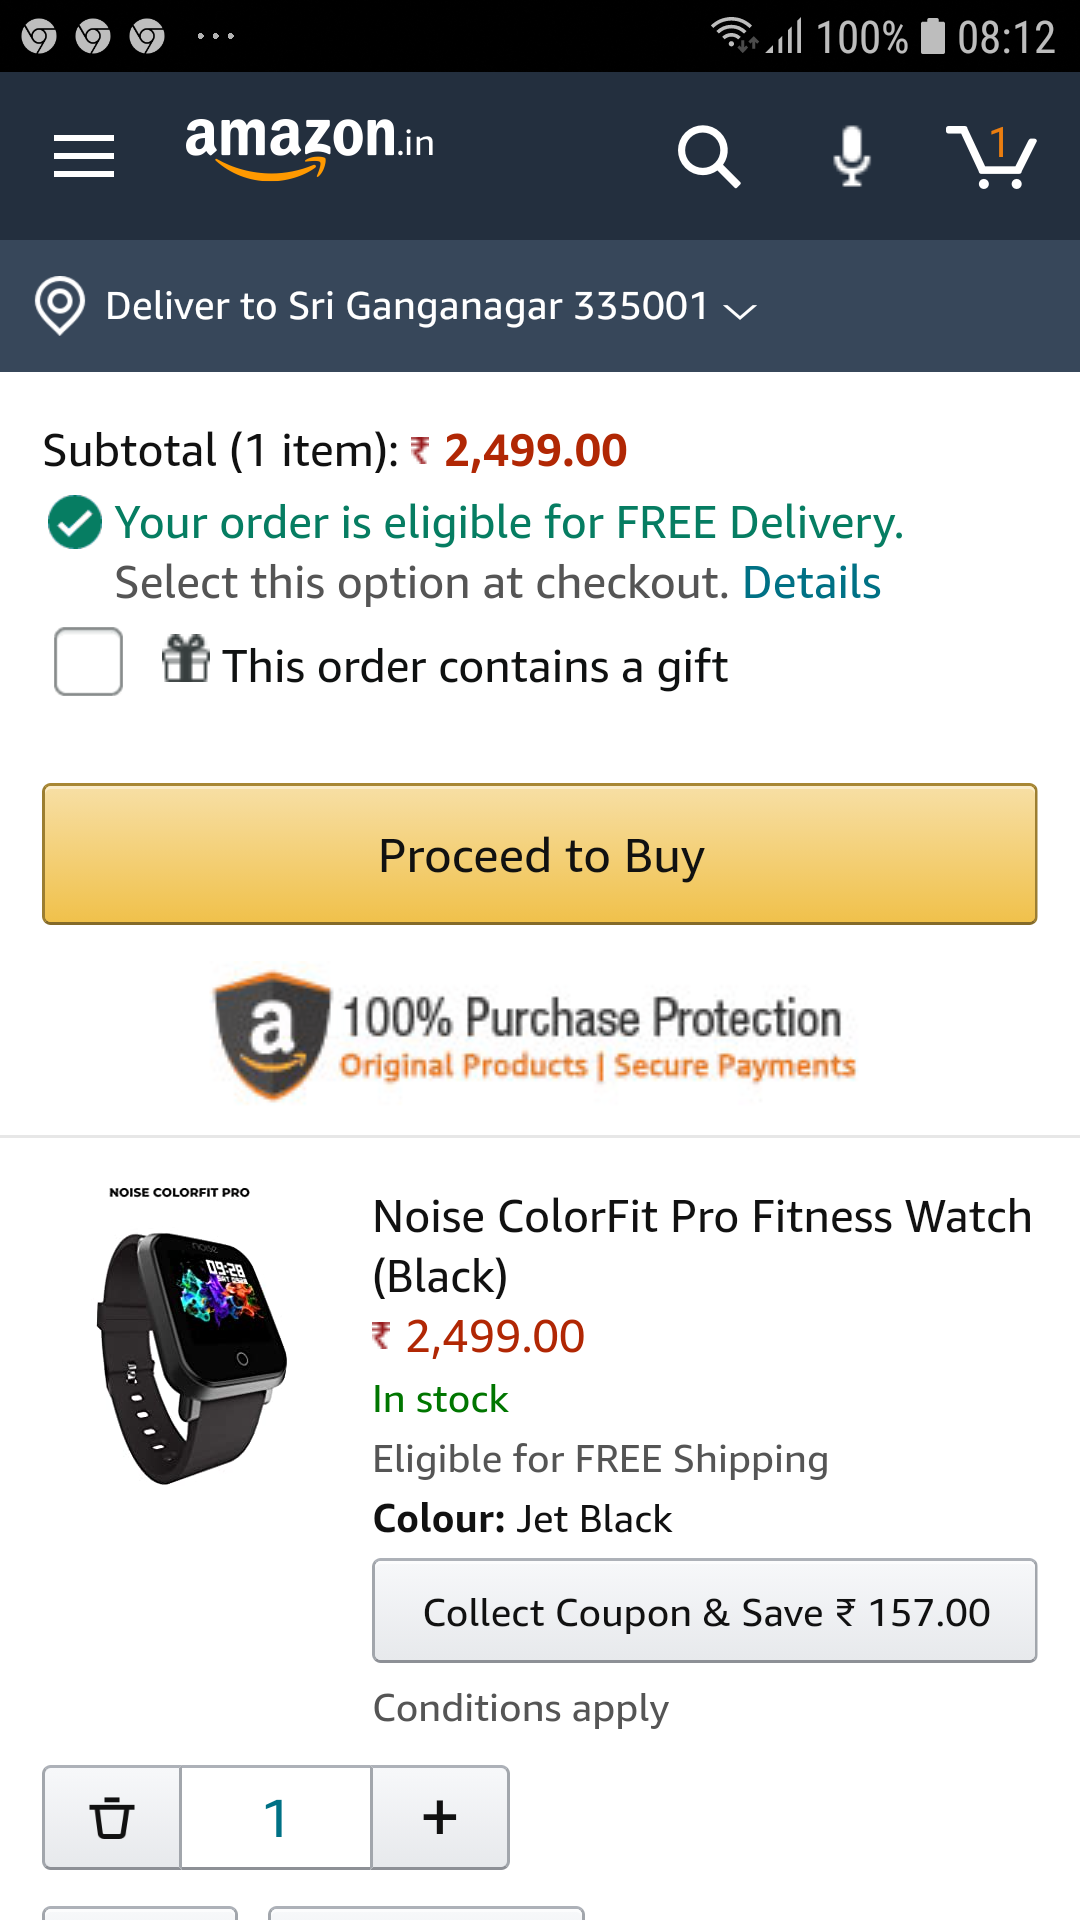 100% 08:12
amazon.in
1
Deliver to Sri Ganganagar 335001
Subtotal (1 item): ₹ 2,499.00
Your order is eligible for FREE Delivery.
Select this option at checkout. Details
This order contains a gift
Proceed to Buy
a
100% Purchase Protection
Original Products | Secure Payments
NOISE COLORFIT PRO
noise
09:28
Noise ColorFit Pro Fitness Watch
(Black)
₹ 2,499.00
In stock
Eligible for FREE Shipping
Colour: Jet Black
Collect Coupon & Save ₹ 157.00
Conditions apply
1
+